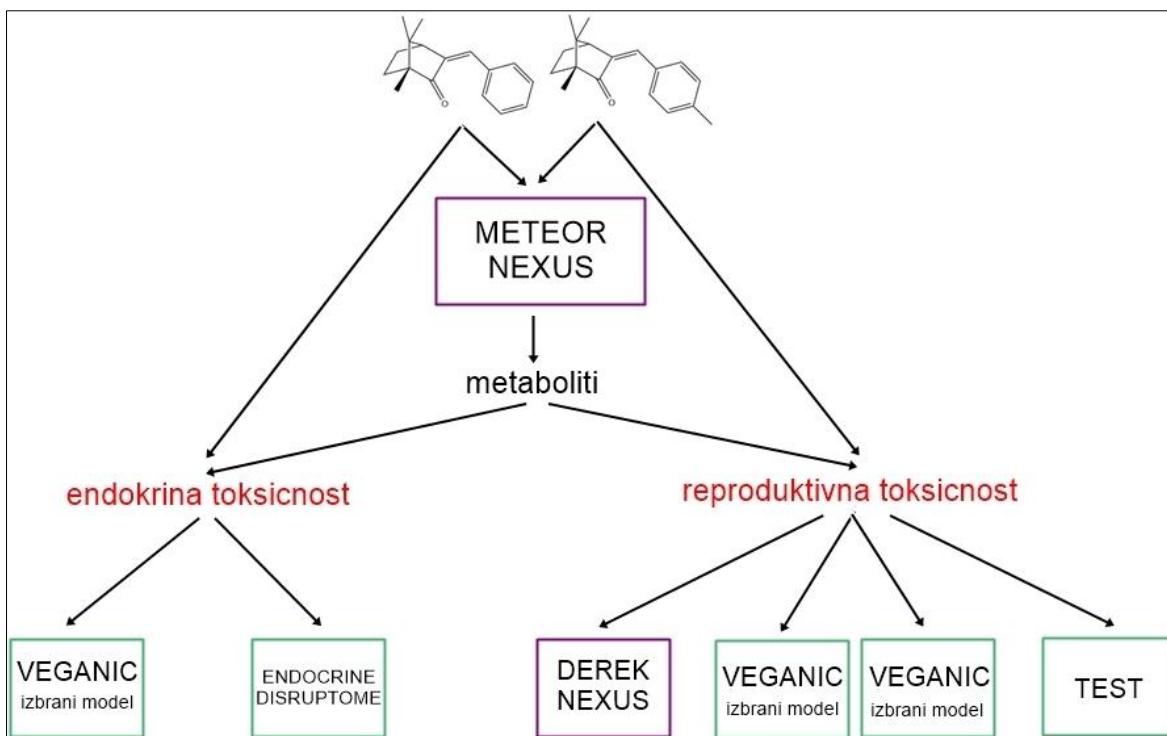 O
O
METEOR
NEXUS
metaboliti
endokrina toksicnost
reproduktivna toksicnost
VEGANIC
izbrani model
ENDOCRINE
DISRUPTOME
DEREK
NEXUS
VEGANIC
izbrani model
VEGANIC
izbrani model
TEST